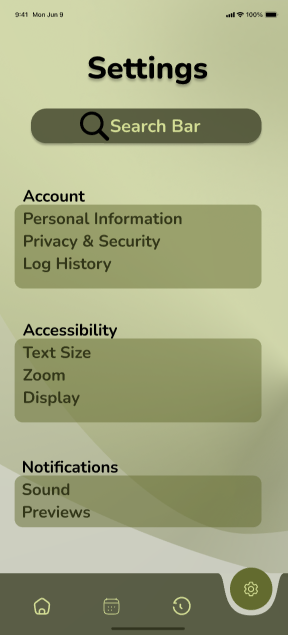 9:41 Mon Jun 9 100%
Settings
Search Bar
Account
Personal Information
Privacy & Security
Log History
Accessibility
Text Size
Zoom
Display
Notifications
Sound
Previews